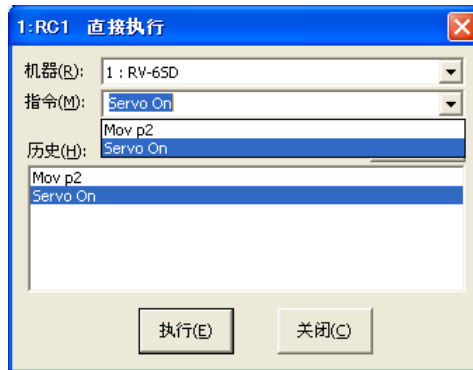 1:RC1 直接执行
机器(R): 1 : RV-6SD
指令(M): Servo On
Mov p2
Servo On
历史(H):
Mov p2
Servo On
执行(E) 关闭(C)